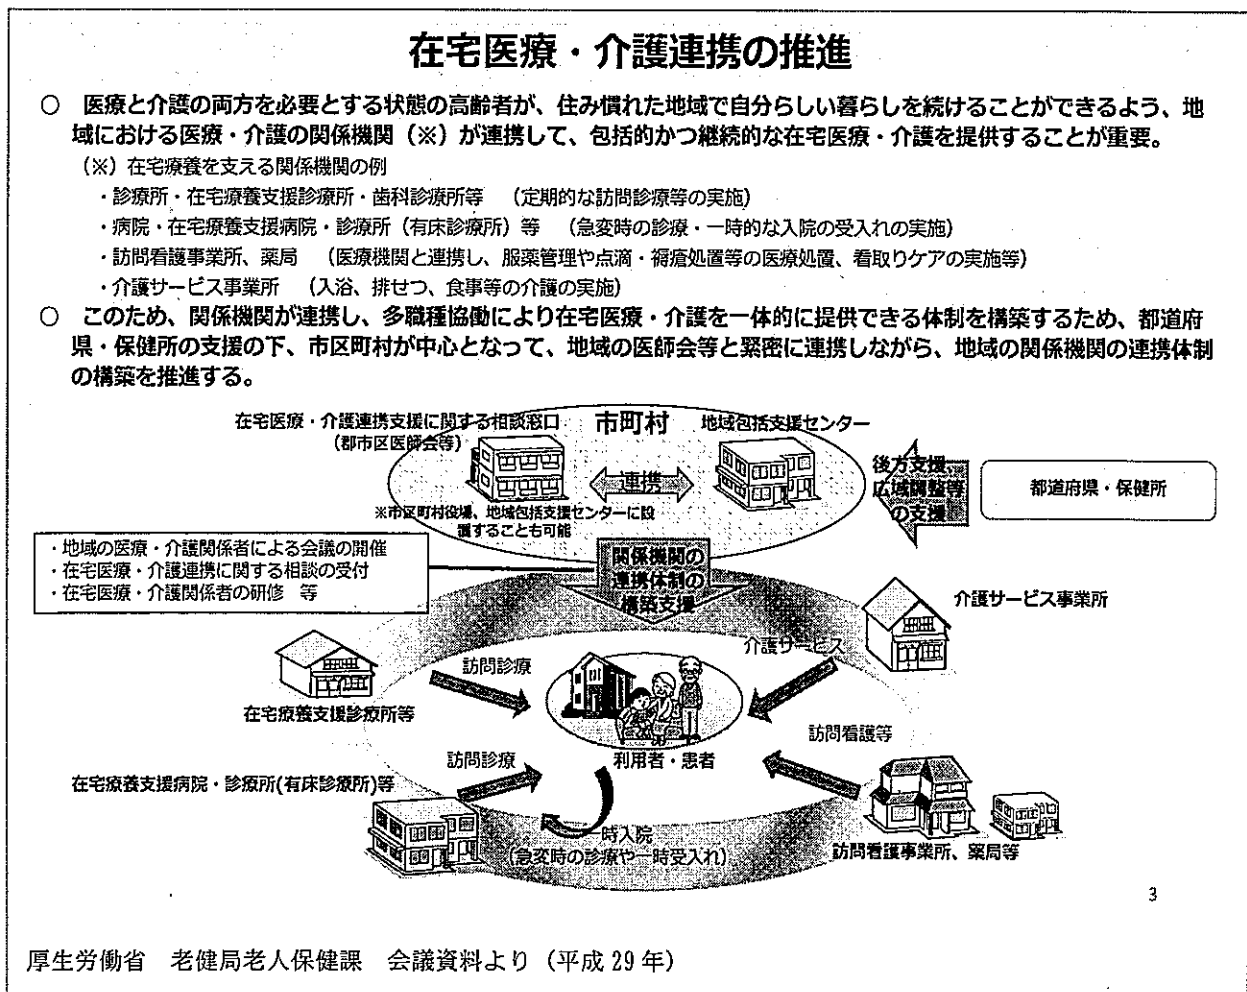 在宅医療・介護連携の推進
○　医療と介護の両方を必要とする状態の高齢者が、住み慣れた地域で自分らしい暮らしを続けることができるよう、地
域における医療・介護の関係機関（※）が連携して、包括的かつ継続的な在宅医療・介護を提供することが重要。
（※）在宅療養を支える関係機関の例
・診療所・在宅療養支援診療所・歯科診療所等　（定期的な訪問診療等の実施）
・病院・在宅療養支援病院・診療所（有床診療所）等　（急変時の診療・一時的な入院の受入れの実施）
・訪問看護事業所、薬局　（医療機関と連携し、服薬管理や点滴・褥瘡処置等の医療処置、看取りケアの実施等）
・介護サービス事業所　（入浴、排せつ、食事等の介護の実施）
○　このため、関係機関が連携し、多職種協働により在宅医療・介護を一体的に提供できる体制を構築するため、都道府
県・保健所の支援の下、市区町村が中心となって、地域の医師会等と緊密に連携しながら、地域の関係機関の連携体制
の構築を推進する。
在宅医療・介護連携支援に関する相談窓口
（郡市区医師会等）
市町村
地域包括支援センター
連携
※市区町村役場、地域包括支援センターに設
置することも可能
後方支援、
広域調整等
の支援
都道府県・保健所
・地域の医療・介護関係者による会議の開催
・在宅医療・介護連携に関する相談の受付
・在宅医療・介護関係者の研修　等
関係機関の
連携体制の
構築支援
介護サービス事業所
介護サービス
訪問診療
在宅療養支援診療所等
利用者・患者
訪問看護等
訪問診療
在宅療養支援病院・診療所(有床診療所)等
一時入院
（急変時の診療や一時受入れ）
訪問看護事業所、薬局等
3
厚生労働省　老健局老人保健課　会議資料より（平成 29 年）